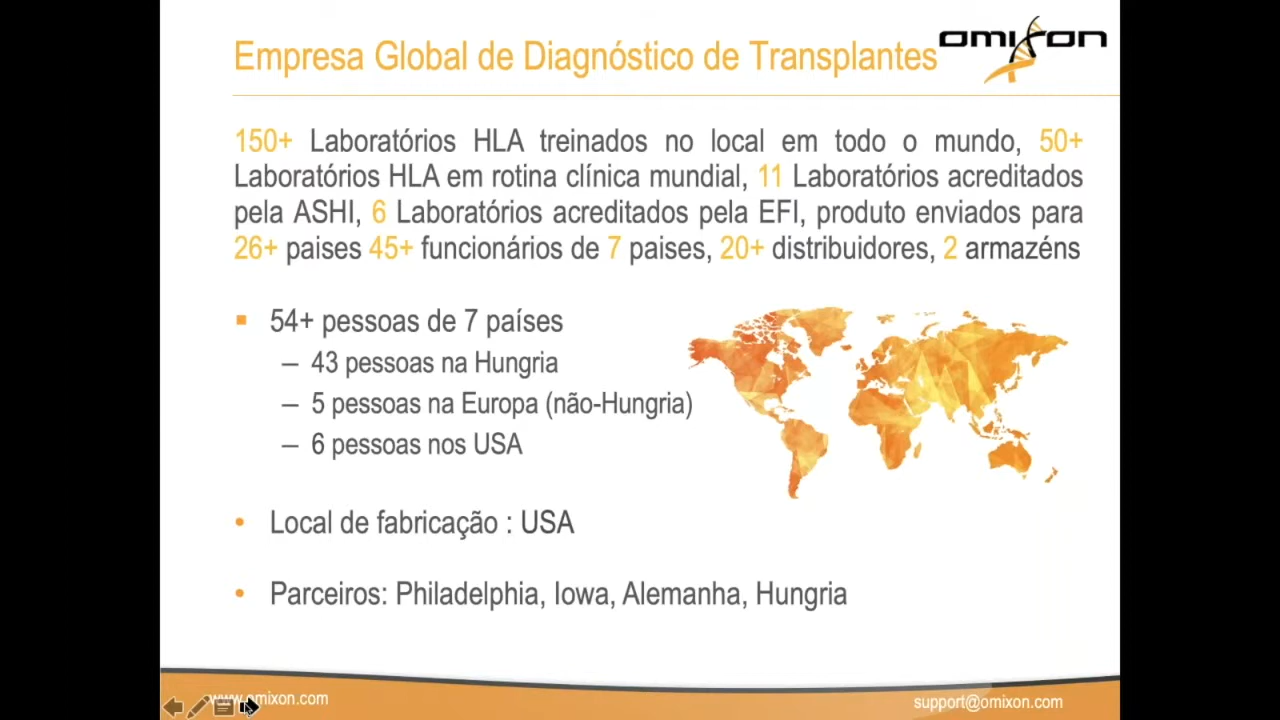 Empresa Global de Diagnóstico de Transplantes
omixon
150+ Laboratórios HLA treinados no local em todo o mundo, 50+
Laboratórios HLA em rotina clínica mundial, 11 Laboratórios acreditados
pela ASHI, 6 Laboratórios acreditados pela EFI, produto enviados para
26+ paises 45+ funcionários de 7 paises, 20+ distribuidores, 2 armazéns
▪ 54+ pessoas de 7 países
– 43 pessoas na Hungria
– 5 pessoas na Europa (não-Hungria)
– 6 pessoas nos USA
• Local de fabricação : USA
• Parceiros: Philadelphia, Iowa, Alemanha, Hungria
www.omixon.com
support@omixon.com